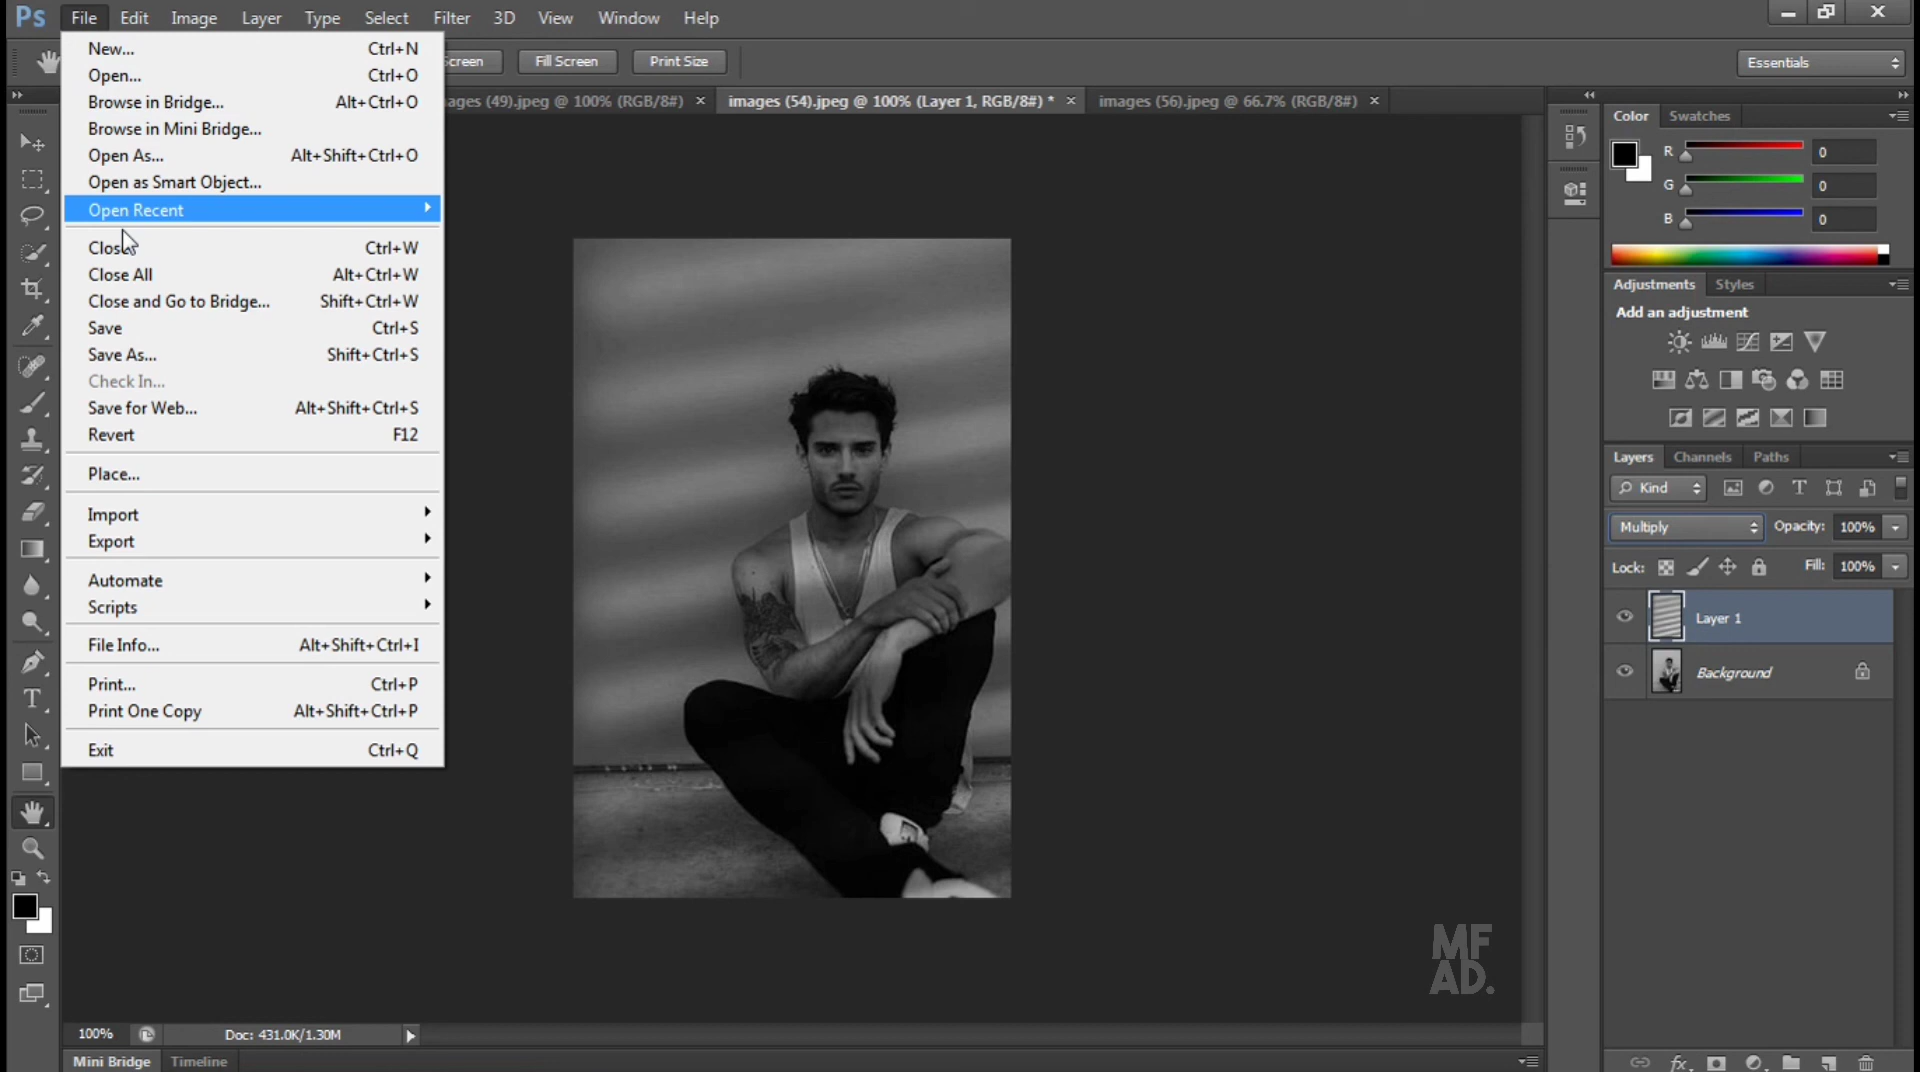 Ps File Edit Image Layer Type Select Filter 3D View Window Help
Screen Fill Screen Print Size Essentials
ages (49).jpeg @ 100% (RGB/8#) × images (54).jpeg @ 100% (Layer 1, RGB/8#) * × images (56).jpeg @ 66.7% (RGB/8#) ×
New... Ctrl+N
Open... Ctrl+O
Browse in Bridge... Alt+Ctrl+O
Browse in Mini Bridge...
Open As... Alt+Shift+Ctrl+O
Open as Smart Object...
Open Recent
Close Ctrl+W
Close All Alt+Ctrl+W
Close and Go to Bridge... Shift+Ctrl+W
Save Ctrl+S
Save As... Shift+Ctrl+S
Check In...
Save for Web... Alt+Shift+Ctrl+S
Revert F12
Place...
Import
Export
Automate
Scripts
File Info... Alt+Shift+Ctrl+I
Print... Ctrl+P
Print One Copy Alt+Shift+Ctrl+P
Exit Ctrl+Q
Color Swatches
R 0
G 0
B 0
Adjustments Styles
Add an adjustment
Layers Channels Paths
Kind
Multiply Opacity: 100%
Lock: Fill: 100%
Layer 1
Background
MF
AD.
100% Doc: 431.0K/1.30M
Mini Bridge Timeline